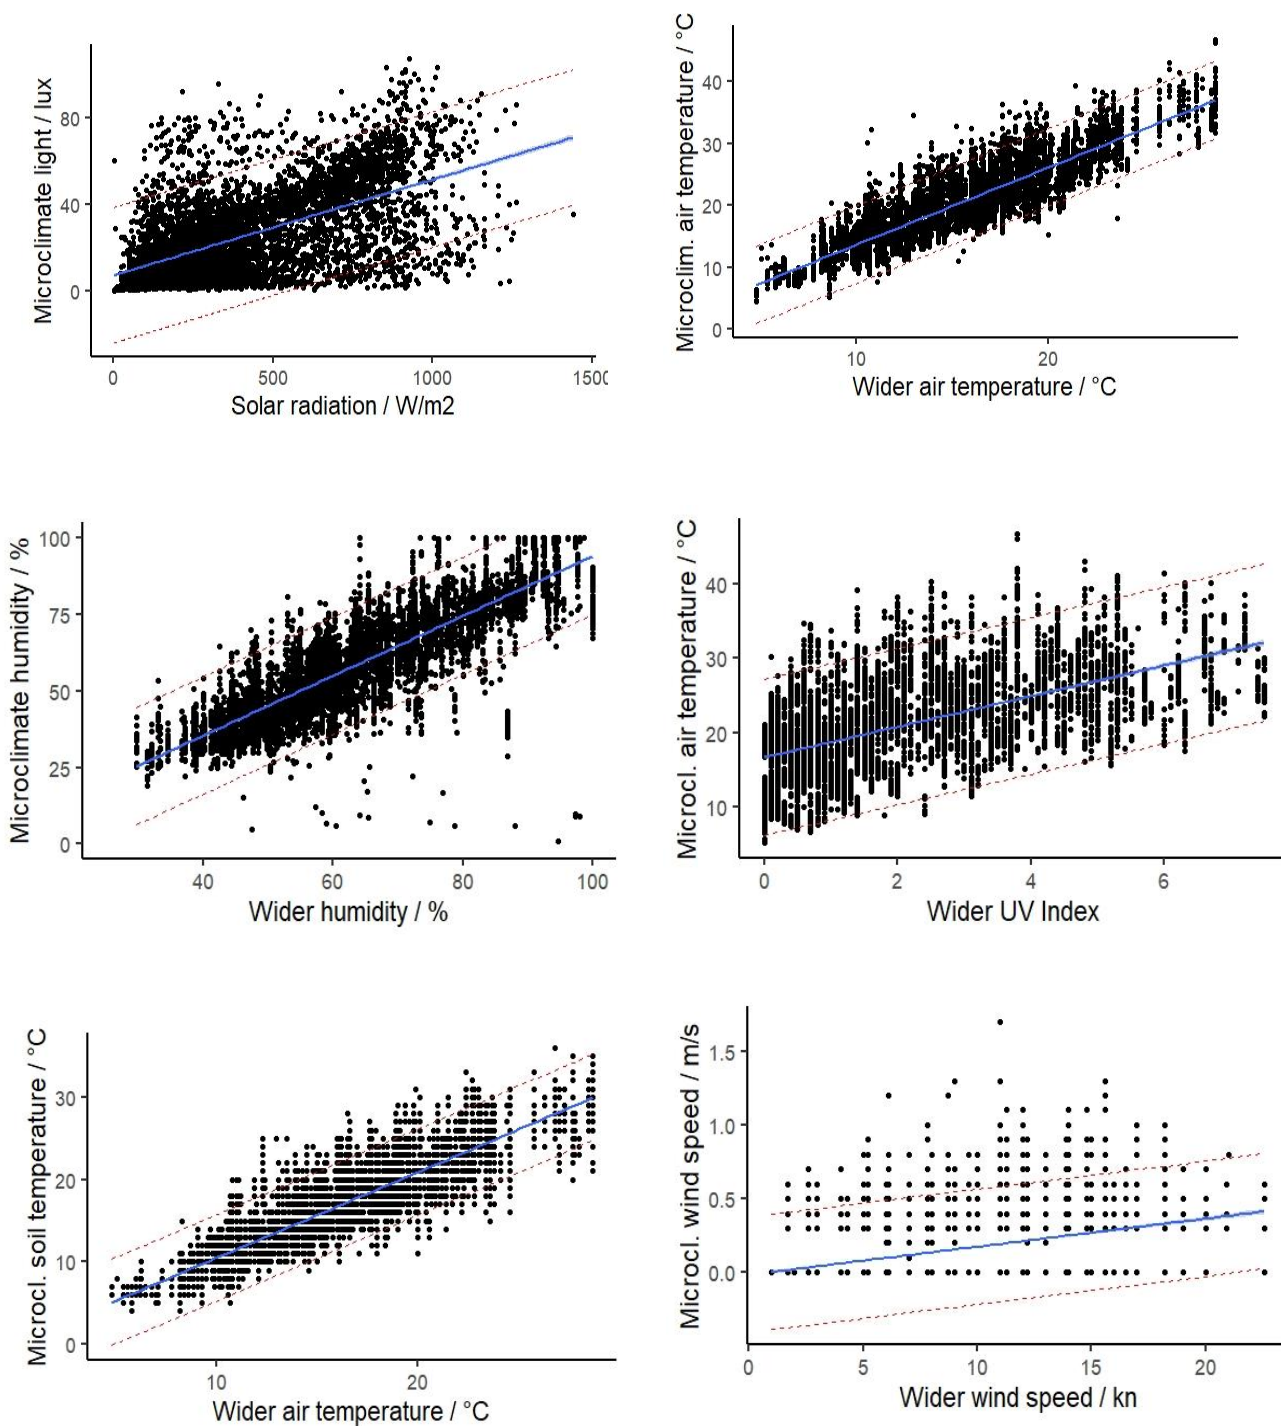 Microclimate light / lux
80
40
0
0 500 1000 1500
Solar radiation / W/m2
Microclim. air temperature / °C
40
30
20
10
0
10 20
Wider air temperature / °C
Microclimate humidity / %
100
75
50
25
0
40 60 80 100
Wider humidity / %
Microcl. air temperature / °C
40
30
20
10
0 2 4 6
Wider UV Index
Microcl. soil temperature / °C
30
20
10
0
10 20
Wider air temperature / °C
Microcl. wind speed / m/s
1.5
1.0
0.5
0.0
0 5 10 15 20
Wider wind speed / kn